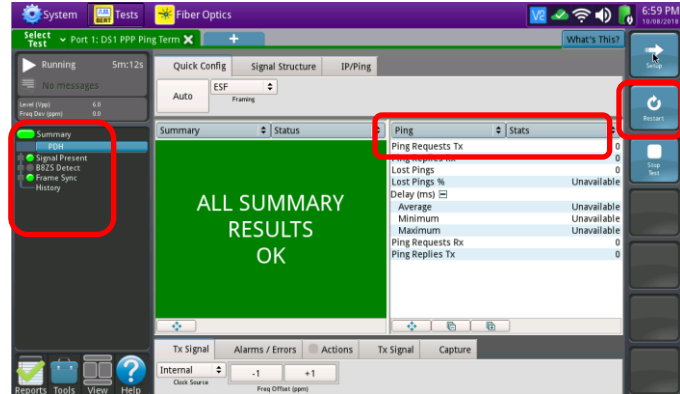 System
Tests
Fiber Optics
V2
6:59 PM
10/08/2018
Select
Test
Port 1: DS1 PPP Ping Term
What's This?
Running 5m:12s
No messages
Level (Vpp) 6.0
Freq Dev (ppm) 0.0
Summary
PDH
Signal Present
B8ZS Detect
Frame Sync
History
Quick Config
Signal Structure
IP/Ping
Auto
ESF
Framing
Summary
Status
ALL SUMMARY
RESULTS
OK
Ping
Stats
Ping Requests Tx 0
Ping Replies Rx 0
Lost Pings 0
Lost Pings % Unavailable
Delay (ms)
Average Unavailable
Minimum Unavailable
Maximum Unavailable
Ping Requests Rx 0
Ping Replies Tx 0
Tx Signal
Alarms / Errors
Actions
Tx Signal
Capture
Internal
Clock Source
-1
+1
Freq Offset (ppm)
Setup
Restart
Stop
Test
Reports
Tools
View
Help